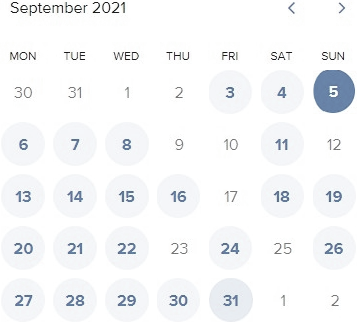 September 2021
MON TUE WED THU FRI SAT SUN
30 31 1 2 3 4 5
6 7 8 9 10 11 12
13 14 15 16 17 18 19
20 21 22 23 24 25 26
27 28 29 30 31 1 2